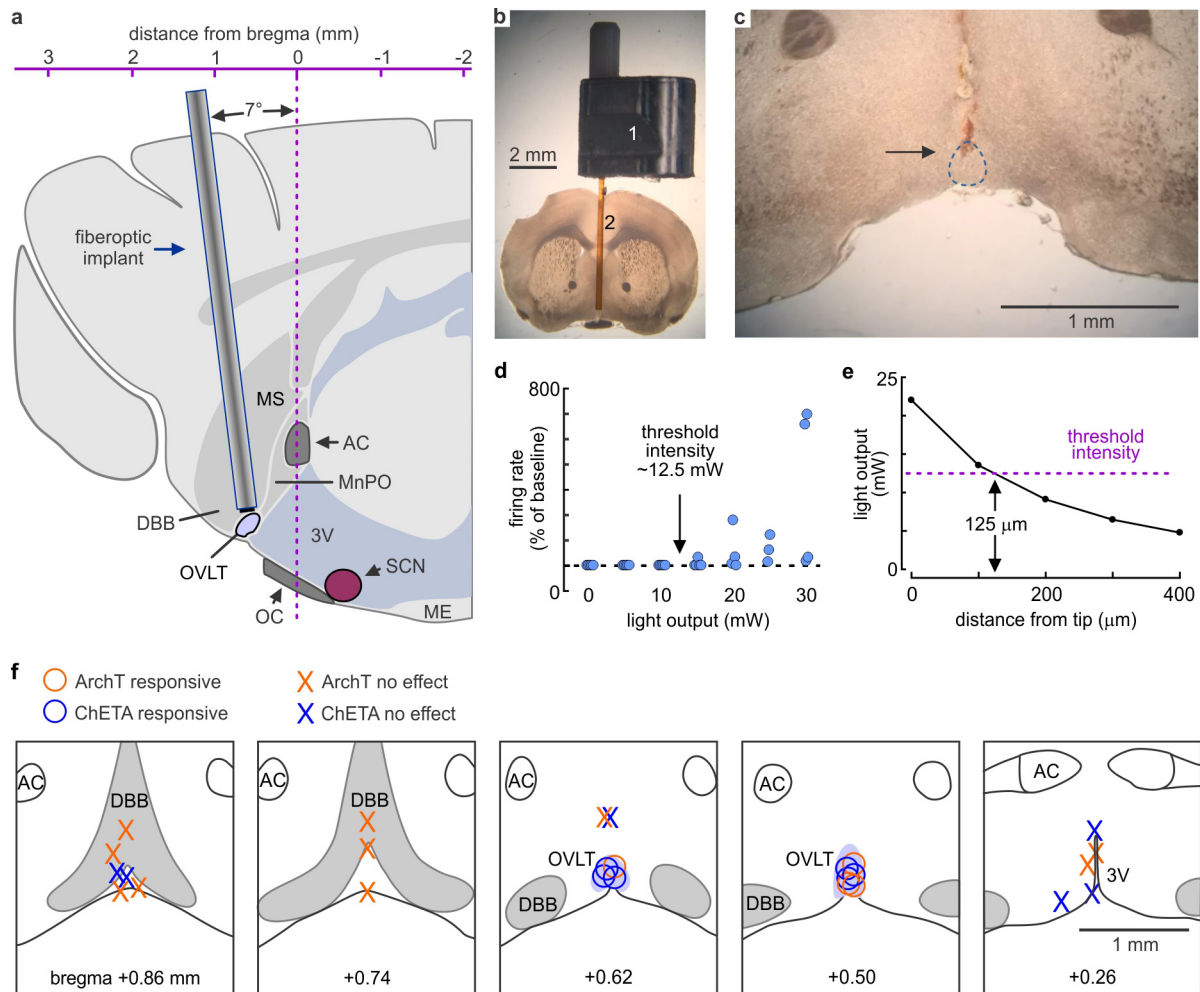 a
distance from bregma (mm)
3 2 1 0 -1 -2
7°
fiberoptic
implant
MS
AC
MnPO
DBB
3V
OVLT
SCN
OC
ME
b
1
2 mm
2
c
1 mm
d
800
firing rate
(% of baseline)
threshold
intensity
~12.5 mW
0
0 10 20 30
light output (mW)
e
25
light output
(mW)
threshold
intensity
125 μm
0
0 200 400
distance from tip (μm)
f
ArchT responsive
ArchT no effect
ChETA responsive
ChETA no effect
AC
DBB
bregma +0.86 mm
AC
DBB
+0.74
AC
OVLT
DBB
+0.62
AC
OVLT
DBB
+0.50
AC
3V
1 mm
+0.26